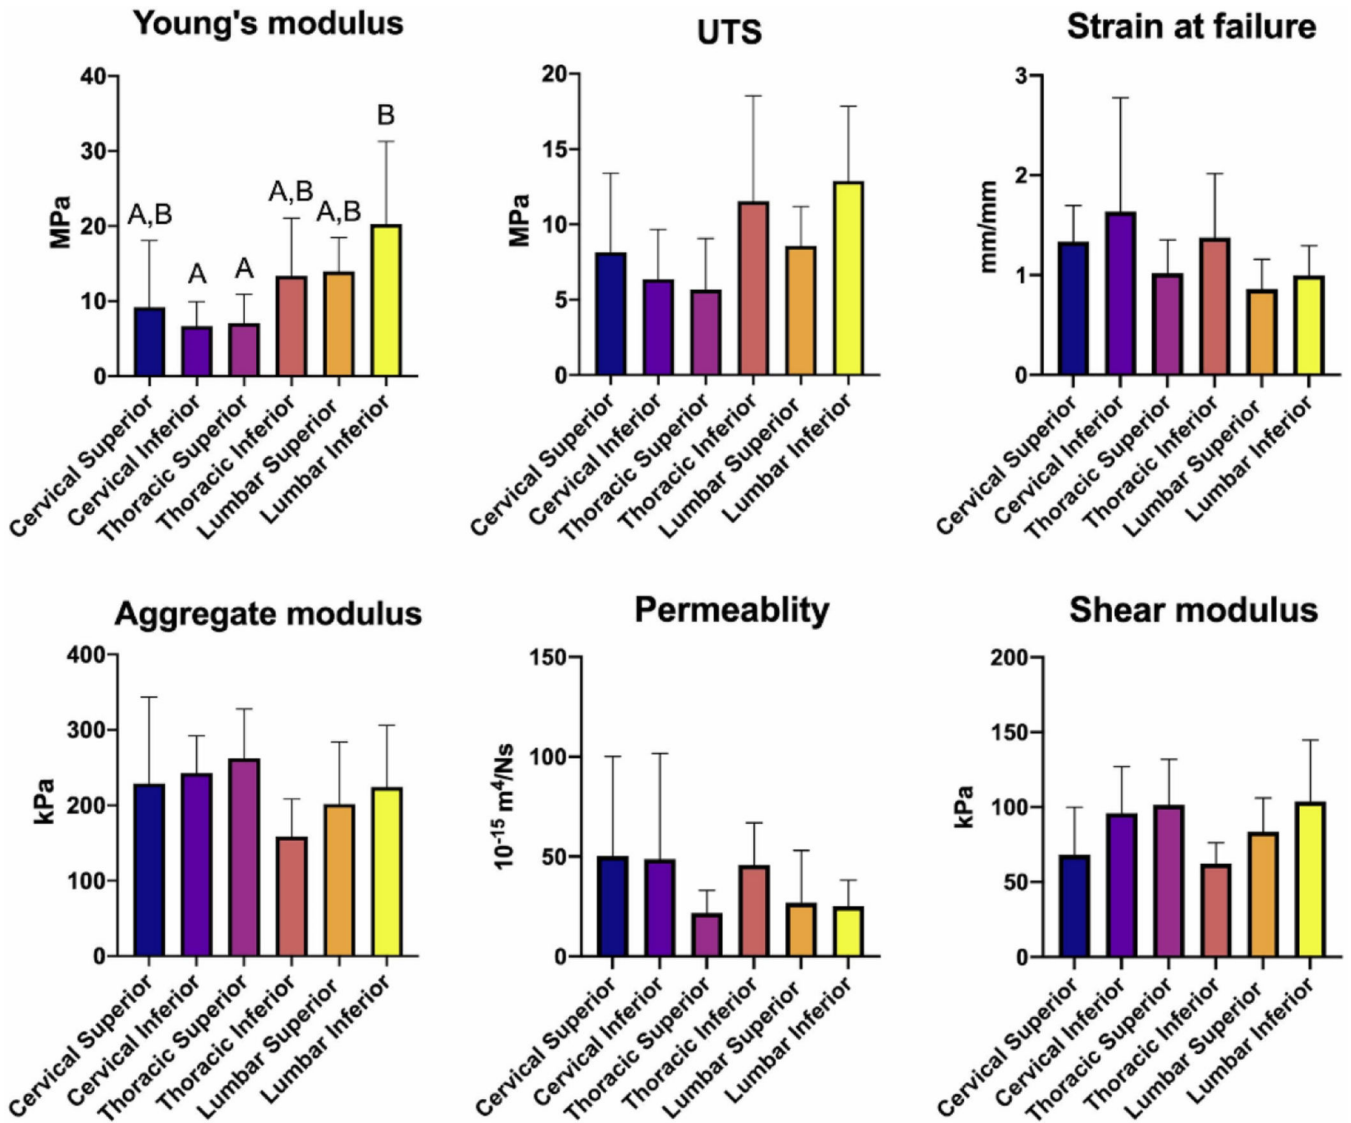 Young's modulus
MPa
40
30
20
10
0
A,B
A
A
A,B
A,B
B
Cervical Superior
Cervical Inferior
Thoracic Superior
Thoracic Inferior
Lumbar Superior
Lumbar Inferior
UTS
MPa
20
15
10
5
0
Cervical Superior
Cervical Inferior
Thoracic Superior
Thoracic Inferior
Lumbar Superior
Lumbar Inferior
Strain at failure
mm/mm
3
2
1
0
Cervical Superior
Cervical Inferior
Thoracic Superior
Thoracic Inferior
Lumbar Superior
Lumbar Inferior
Aggregate modulus
kPa
400
300
200
100
0
Cervical Superior
Cervical Inferior
Thoracic Superior
Thoracic Inferior
Lumbar Superior
Lumbar Inferior
Permeablity
10⁻¹⁵ m⁴/Ns
150
100
50
0
Cervical Superior
Cervical Inferior
Thoracic Superior
Thoracic Inferior
Lumbar Superior
Lumbar Inferior
Shear modulus
kPa
200
150
100
50
0
Cervical Superior
Cervical Inferior
Thoracic Superior
Thoracic Inferior
Lumbar Superior
Lumbar Inferior